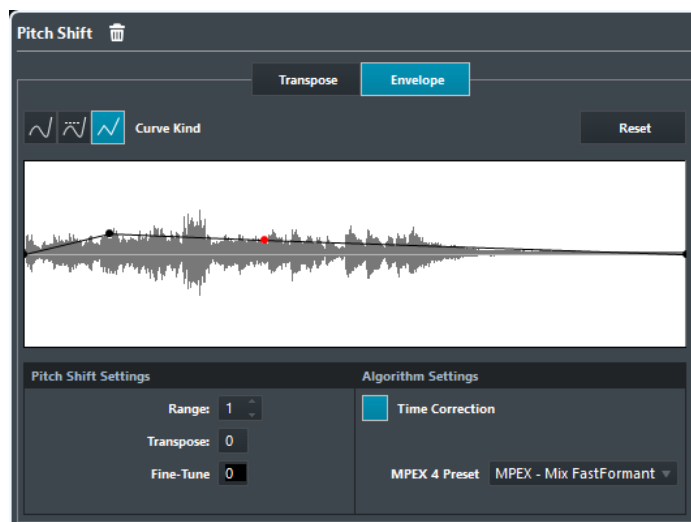 Pitch Shift
Transpose Envelope
Curve Kind Reset
Pitch Shift Settings Algorithm Settings
Range: 1 Time Correction
Transpose: 0
Fine-Tune 0 MPEX 4 Preset MPEX - Mix FastFormant